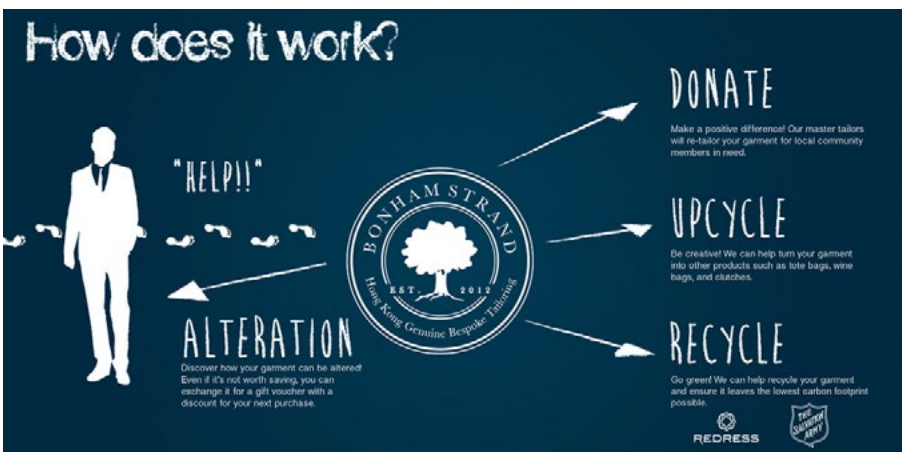 How does it work?
"HELP!!"
ALTERATION
Discover how your garment can be altered!
Even if it's not worth saving, you can
exchange it for a gift voucher with a
discount for your next purchase.
BONHAM STRAND
EST. 2012
Hong Kong Genuine Bespoke Tailoring
DONATE
Make a positive difference! Our master tailors
will re-tailor your garment for local community
members in need.
UPCYCLE
Be creative! We can help turn your garment
into other products such as tote bags, wine
bags, and clutches.
RECYCLE
Go green! We can help recycle your garment
and ensure it leaves the lowest carbon footprint
possible.
REDRESS
THE
SALVATION
ARMY